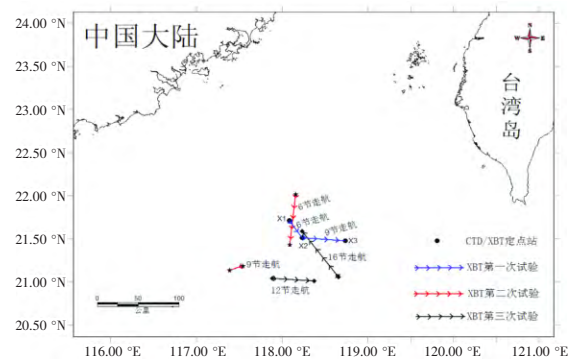 24.00 °N
中国大陆
N
W E
S
23.50 °N
台湾岛
23.00 °N
22.50 °N
22.00 °N
6节走航
X1
6节走航
9节走航
21.50 °N
X2
X3
CTD/XBT定点站
16节走航
9节走航
XBT第一次试验
12节走航
21.00 °N
XBT第二次试验
0 50 100
公里
XBT第三次试验
20.50 °N
116.00 °E 117.00 °E 118.00 °E 119.00 °E 120.00 °E 121.00 °E